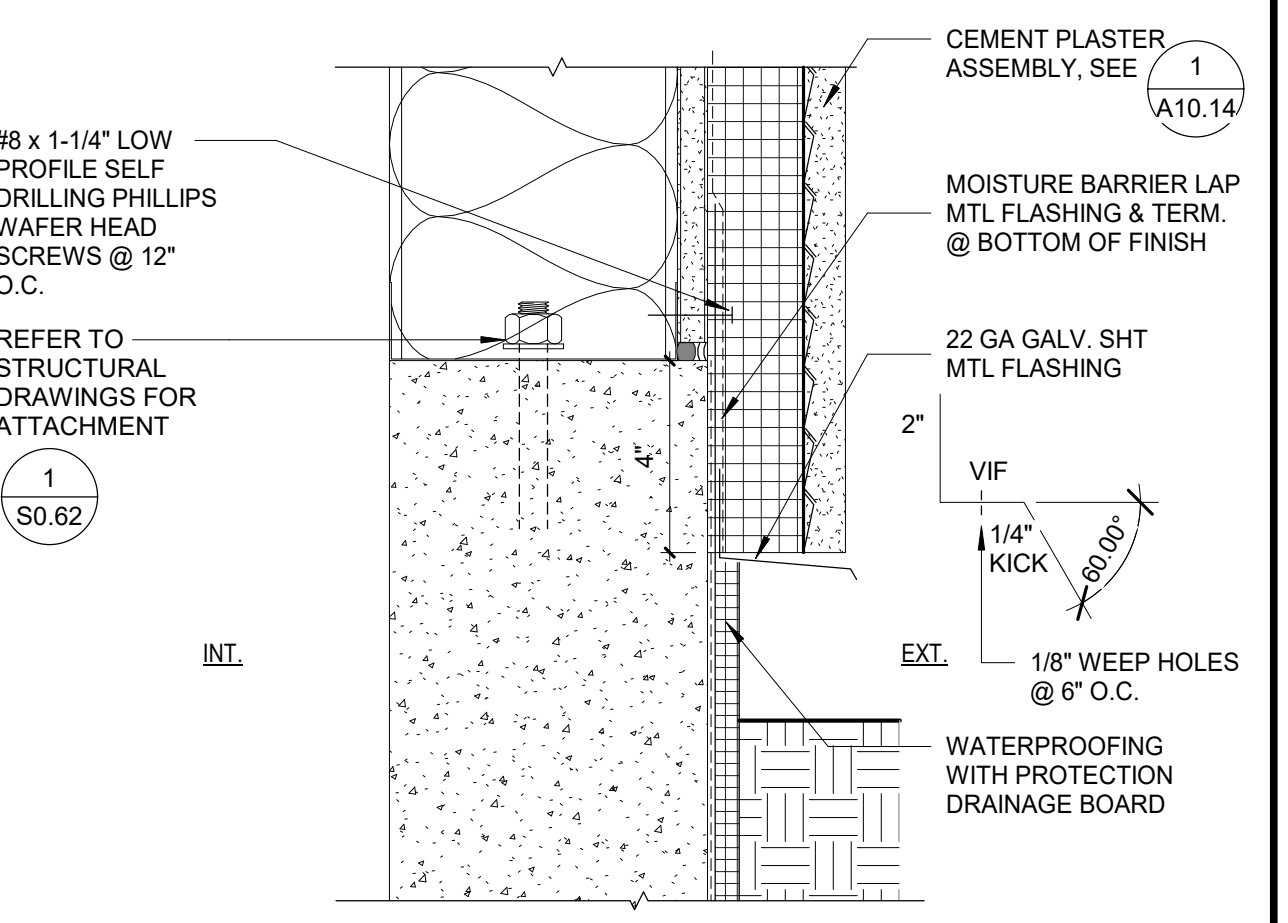 CEMENT PLASTER
ASSEMBLY, SEE
1
A10.14
#8 x 1-1/4" LOW
PROFILE SELF
DRILLING PHILLIPS
WAFER HEAD
SCREWS @ 12"
O.C.
MOISTURE BARRIER LAP
MTL FLASHING & TERM.
@ BOTTOM OF FINISH
REFER TO
STRUCTURAL
DRAWINGS FOR
ATTACHMENT
1
S0.62
22 GA GALV. SHT
MTL FLASHING
2"
VIF
1/4"
KICK
60.00°
4"
INT.
EXT.
1/8" WEEP HOLES
@ 6" O.C.
WATERPROOFING
WITH PROTECTION
DRAINAGE BOARD